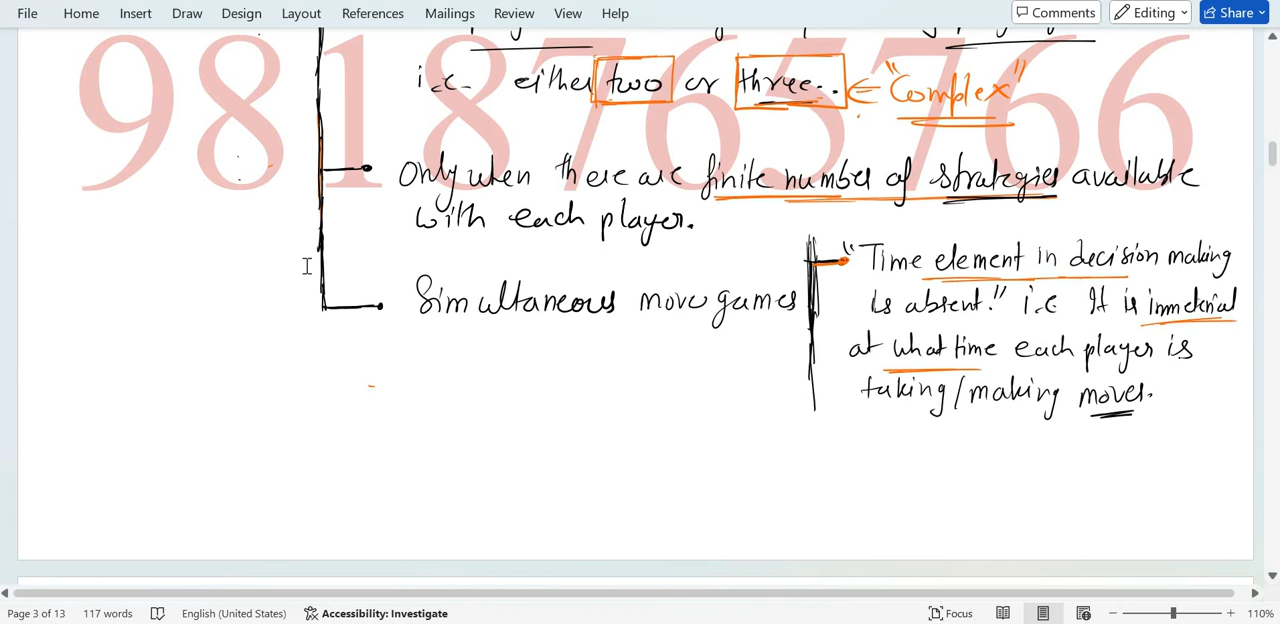 File Home Insert Draw Design Layout References Mailings Review View Help Comments Editing Share
9818765766
i.e. either two or three.. "Complex"
Only when there are finite number of strategies available
with each player.
Simultaneous move games
"Time element in decision making
is absent." i.e It is immeterial
at what time each player is
taking/making moves.
Page 3 of 13 117 words English (United States) Accessibility: Investigate Focus 110%